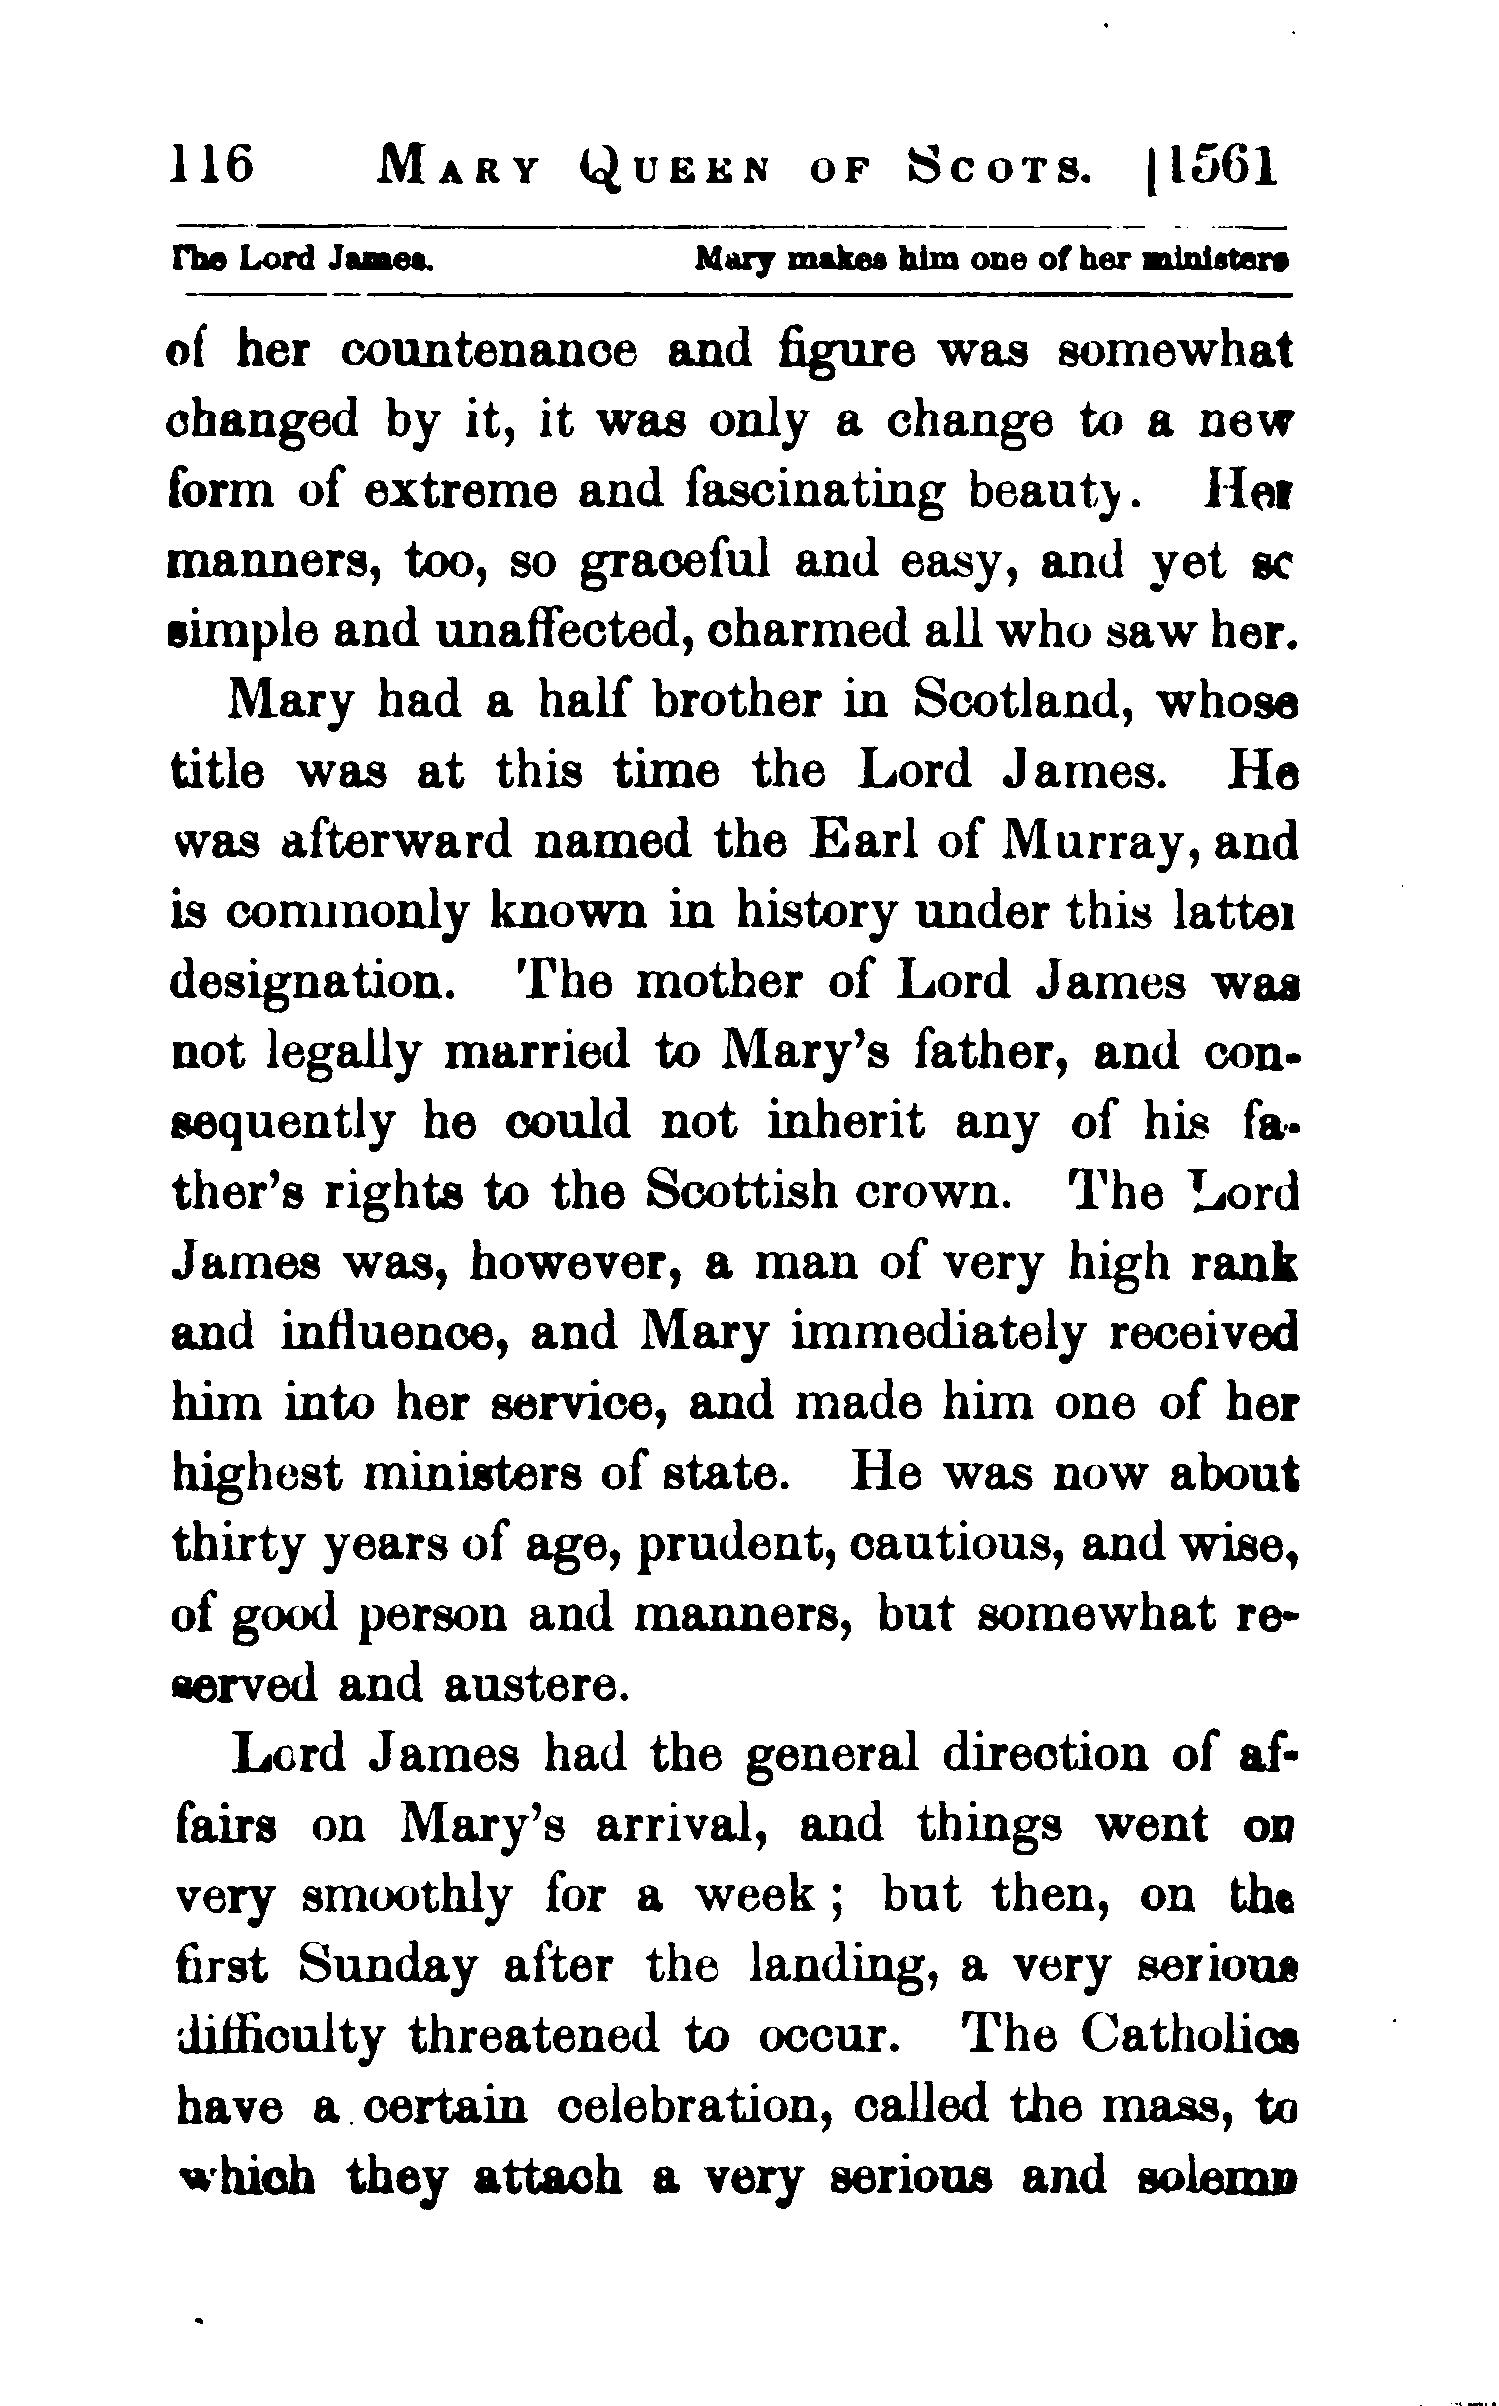 116 MARY QUEEN OF SCOTS. [1561
The Lord James. Mary makes him one of her ministers
of her countenance and figure was somewhat
changed by it, it was only a change to a new
form of extreme and fascinating beauty. Her
manners, too, so graceful and easy, and yet so
simple and unaffected, charmed all who saw her.
Mary had a half brother in Scotland, whose
title was at this time the Lord James. He
was afterward named the Earl of Murray, and
is commonly known in history under this latter
designation. The mother of Lord James was
not legally married to Mary's father, and con-
sequently he could not inherit any of his fa-
ther's rights to the Scottish crown. The Lord
James was, however, a man of very high rank
and influence, and Mary immediately received
him into her service, and made him one of her
highest ministers of state. He was now about
thirty years of age, prudent, cautious, and wise,
of good person and manners, but somewhat re-
served and austere.
Lord James had the general direction of af-
fairs on Mary's arrival, and things went on
very smoothly for a week; but then, on the
first Sunday after the landing, a very serious
difficulty threatened to occur. The Catholics
have a certain celebration, called the mass, to
which they attach a very serious and solemn